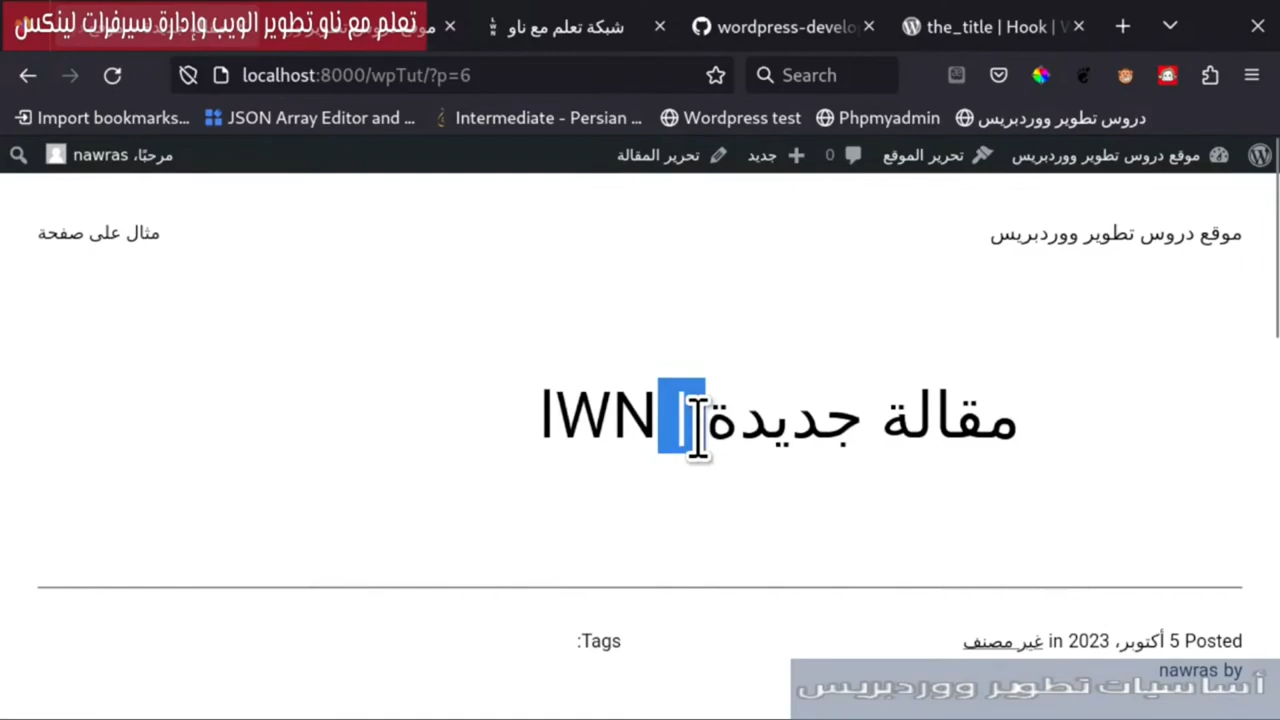 تعلم مع ناو تطوير الويب وإدارة سيرفرات لينكس
شبكة تعلم مع ناو
wordpress-develo
the_title | Hook | W
localhost:8000/wpTut/?p=6
Search
Import bookmarks...
JSON Array Editor and ...
Intermediate - Persian ...
Wordpress test
Phpmyadmin
دروس تطوير ووردبريس
موقع دروس تطوير ووردبريس
تحرير الموقع
0
جديد
تحرير المقالة
مرحبًا، nawras
موقع دروس تطوير ووردبريس
مثال على صفحة
مقالة جديدة | lWN
Posted 5 أكتوبر، 2023 in غير مصنف
by nawras
Tags:
أساسيات تطوير ووردبريس